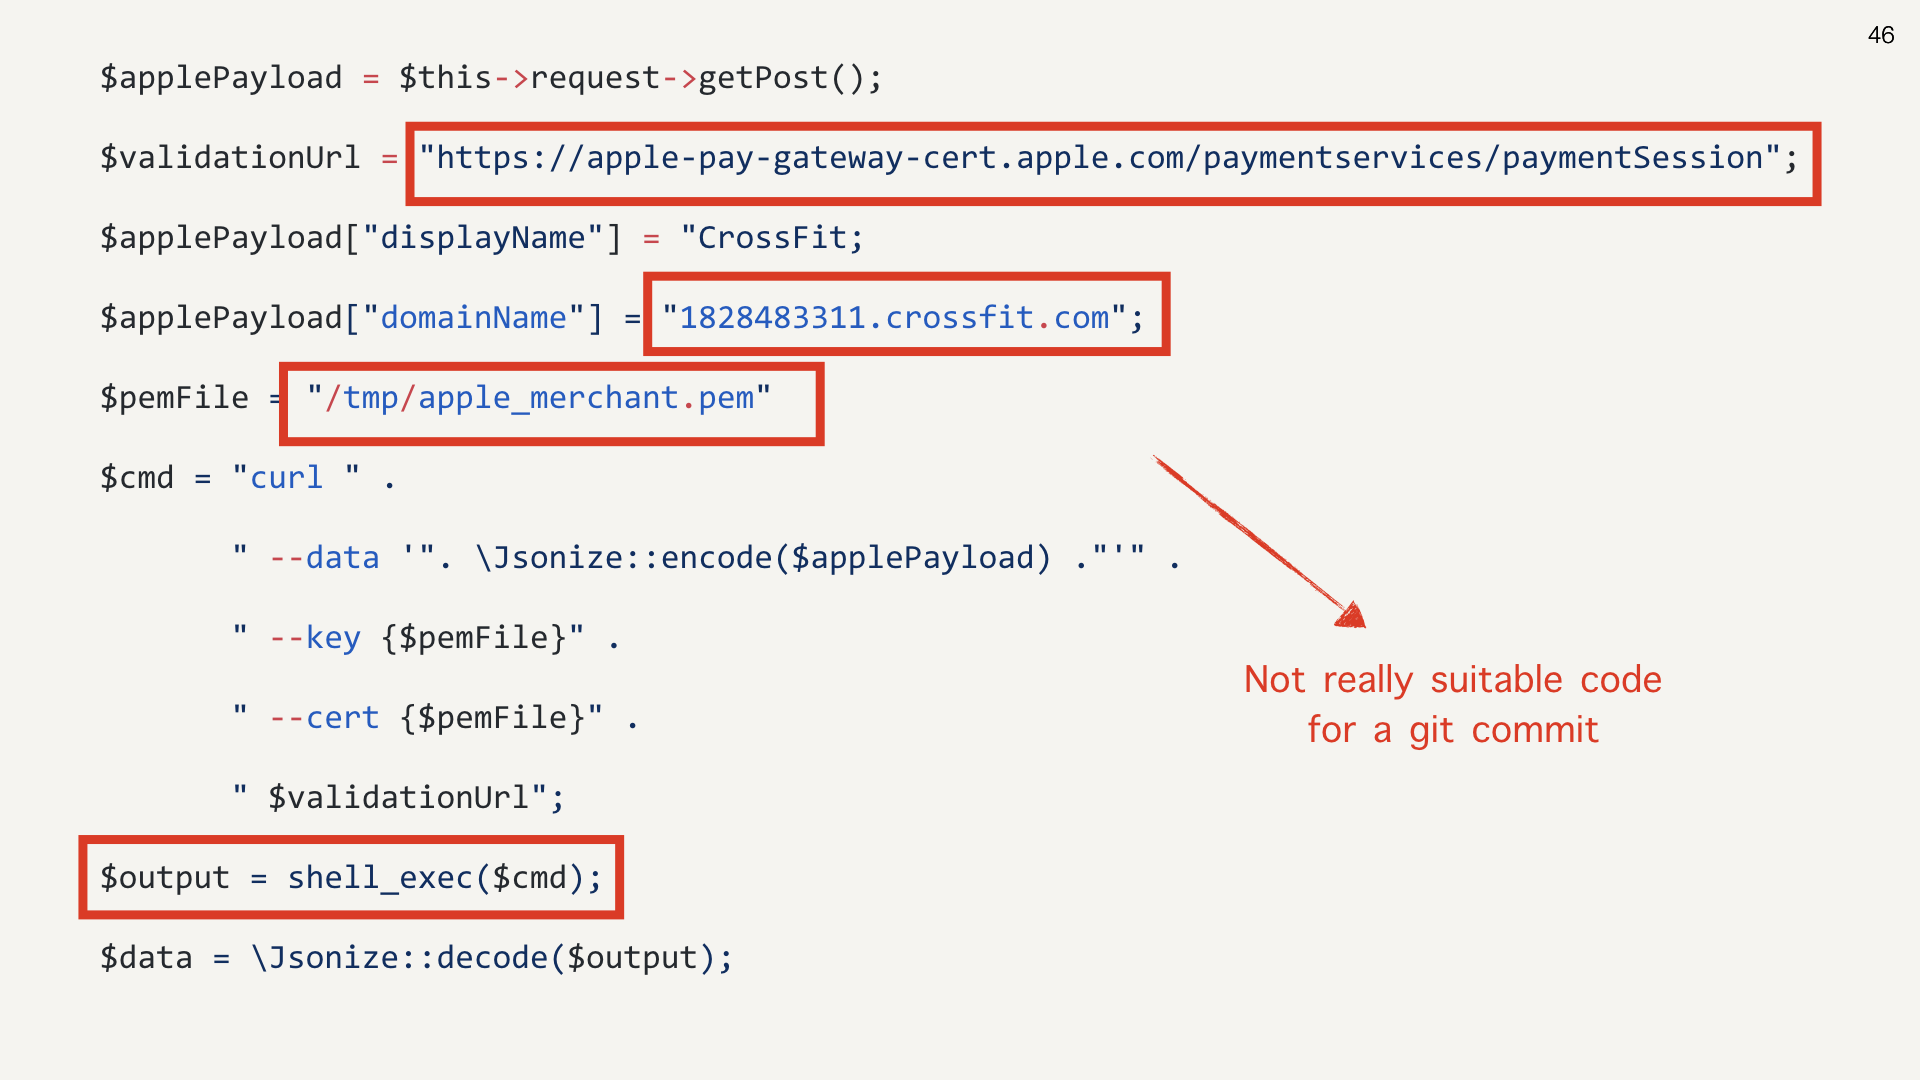 46
$applePayload = $this->request->getPost();
$validationUrl = "https://apple-pay-gateway-cert.apple.com/paymentservices/paymentSession";
$applePayload["displayName"] = "CrossFit;
$applePayload["domainName"] = "1828483311.crossfit.com";
$pemFile = "/tmp/apple_merchant.pem"
$cmd = "curl " .
" --data '". \Jsonize::encode($applePayload) ."'" .
" --key {$pemFile}" .
" --cert {$pemFile}" .
" $validationUrl";
$output = shell_exec($cmd);
$data = \Jsonize::decode($output);
Not really suitable code
for a git commit